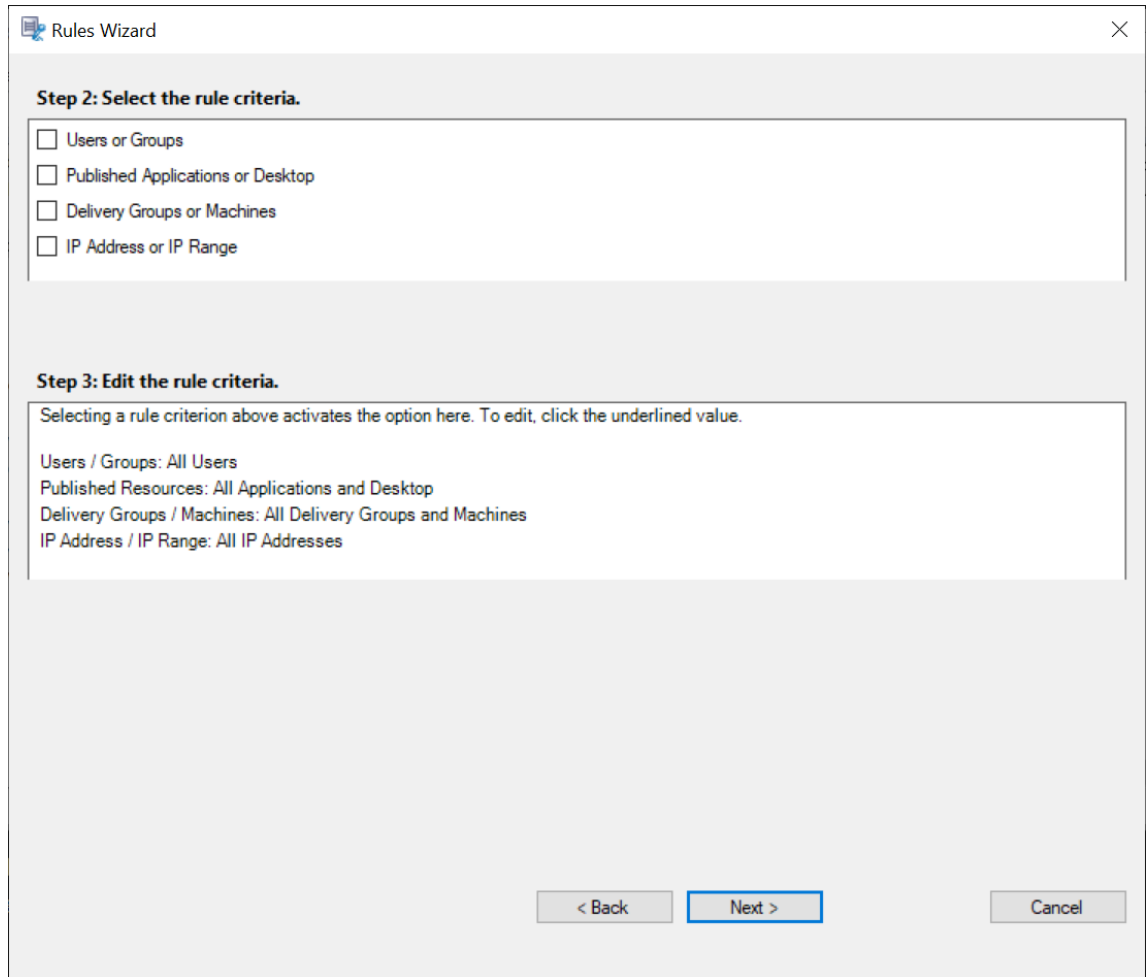 Rules Wizard
Step 2: Select the rule criteria.
Users or Groups
Published Applications or Desktop
Delivery Groups or Machines
IP Address or IP Range
Step 3: Edit the rule criteria.
Selecting a rule criterion above activates the option here. To edit, click the underlined value.
Users / Groups: All Users
Published Resources: All Applications and Desktop
Delivery Groups / Machines: All Delivery Groups and Machines
IP Address / IP Range: All IP Addresses
< Back Next > Cancel